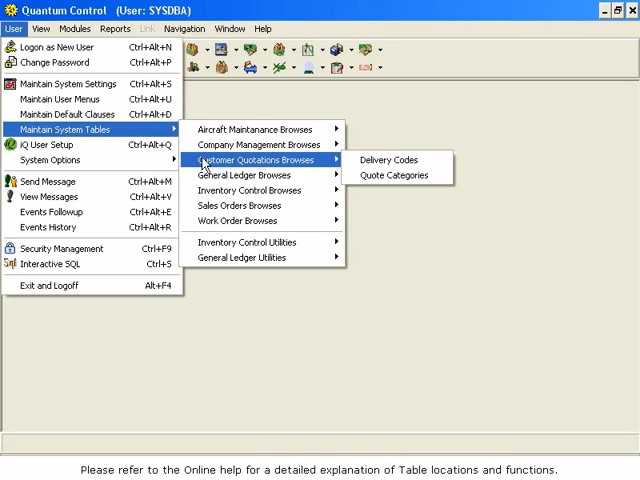 Quantum Control (User: SYSDBA)
User View Modules Reports Link Navigation Window Help
Logon as New User Ctrl+Alt+N
Change Password Ctrl+Alt+P
Maintain System Settings Ctrl+Alt+S
Maintain User Menus Ctrl+Alt+U
Maintain Default Clauses Ctrl+Alt+D
Maintain System Tables
iQ User Setup Ctrl+Alt+Q
System Options
Send Message Ctrl+Alt+M
View Messages Ctrl+Alt+V
Events Followup Ctrl+Alt+E
Events History Ctrl+Alt+R
Security Management Ctrl+F9
Sql Interactive SQL Ctrl+S
Exit and Logoff Alt+F4
Aircraft Maintanance Browses
Company Management Browses
Customer Quotations Browses
General Ledger Browses
Inventory Control Browses
Sales Orders Browses
Work Order Browses
Inventory Control Utilities
General Ledger Utilities
Delivery Codes
Quote Categories
Please refer to the Online help for a detailed explanation of Table locations and functions.